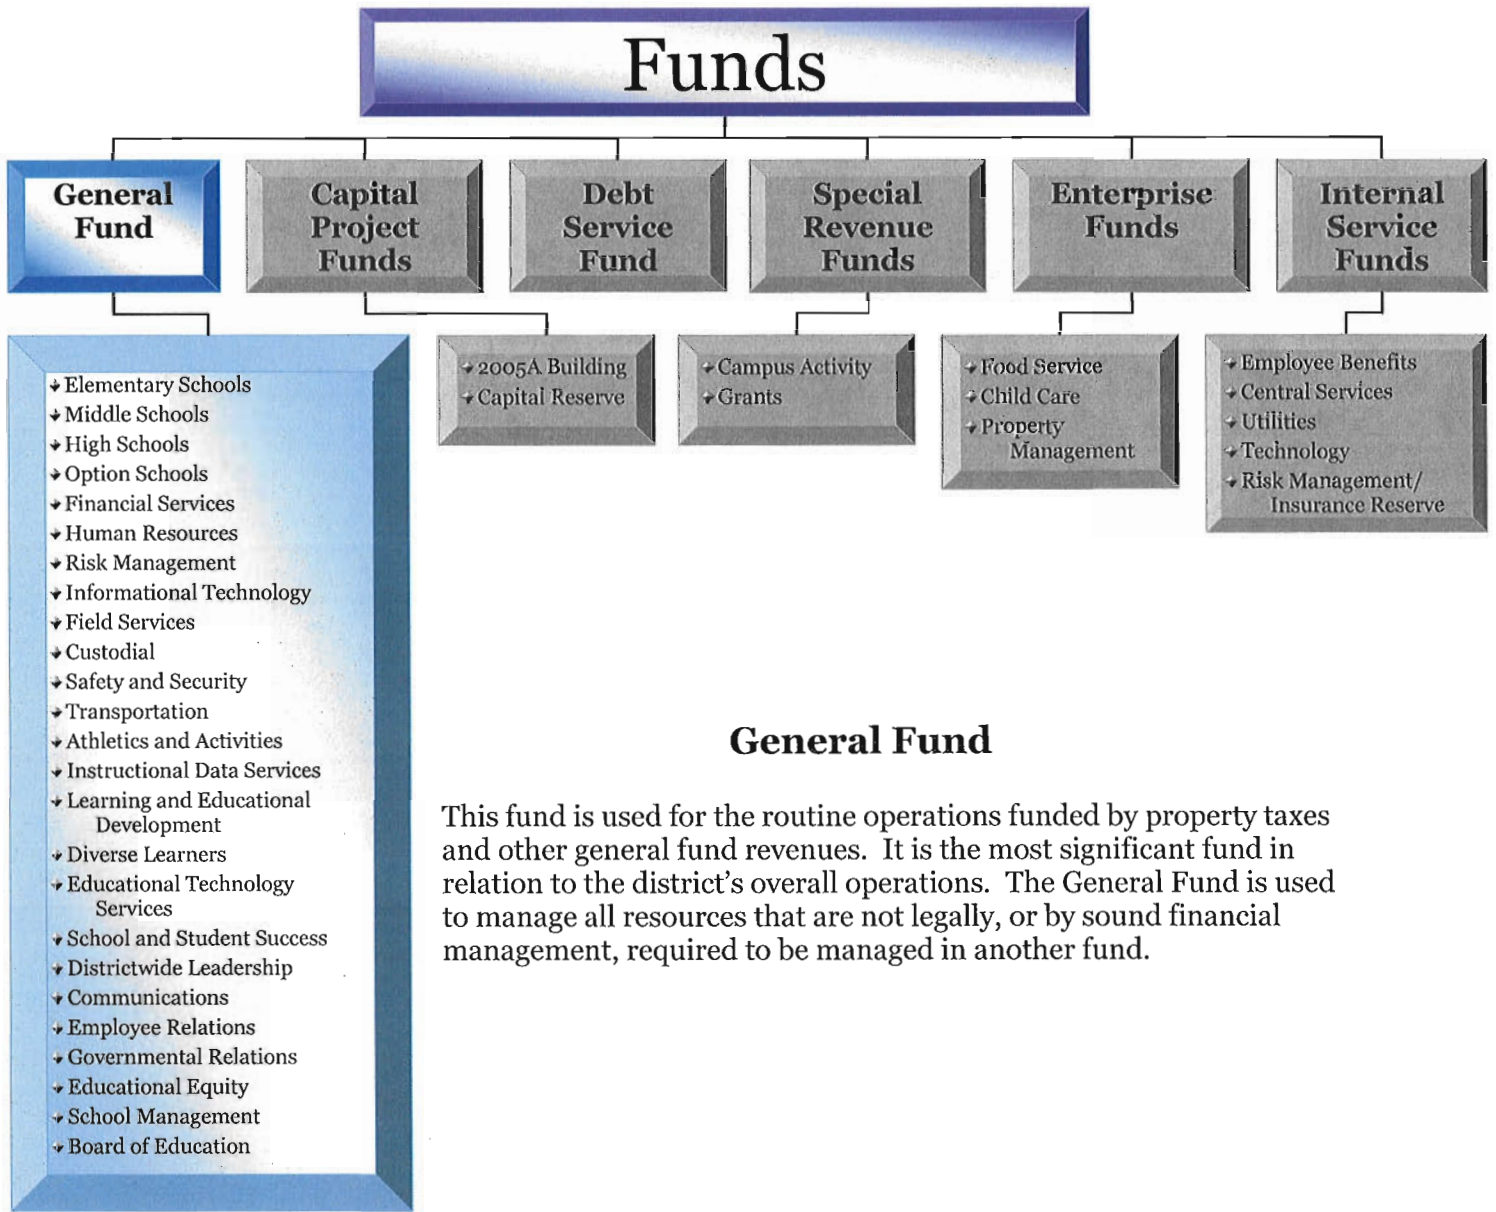 Funds
General
Fund
Capital
Project
Funds
Debt
Service
Fund
Special
Revenue
Funds
Enterprise
Funds
Internal
Service
Funds
Elementary Schools
Middle Schools
High Schools
Option Schools
Financial Services
Human Resources
Risk Management
Informational Technology
Field Services
Custodial
Safety and Security
Transportation
Athletics and Activities
Instructional Data Services
Learning and Educational
Development
Diverse Learners
Educational Technology
Services
School and Student Success
Districtwide Leadership
Communications
Employee Relations
Governmental Relations
Educational Equity
School Management
Board of Education
2005A Building
Capital Reserve
Campus Activity
Grants
Food Service
Child Care
Property
Management
Employee Benefits
Central Services
Utilities
Technology
Risk Management/
Insurance Reserve
General Fund
This fund is used for the routine operations funded by property taxes
and other general fund revenues.  It is the most significant fund in
relation to the district's overall operations.  The General Fund is used
to manage all resources that are not legally, or by sound financial
management, required to be managed in another fund.